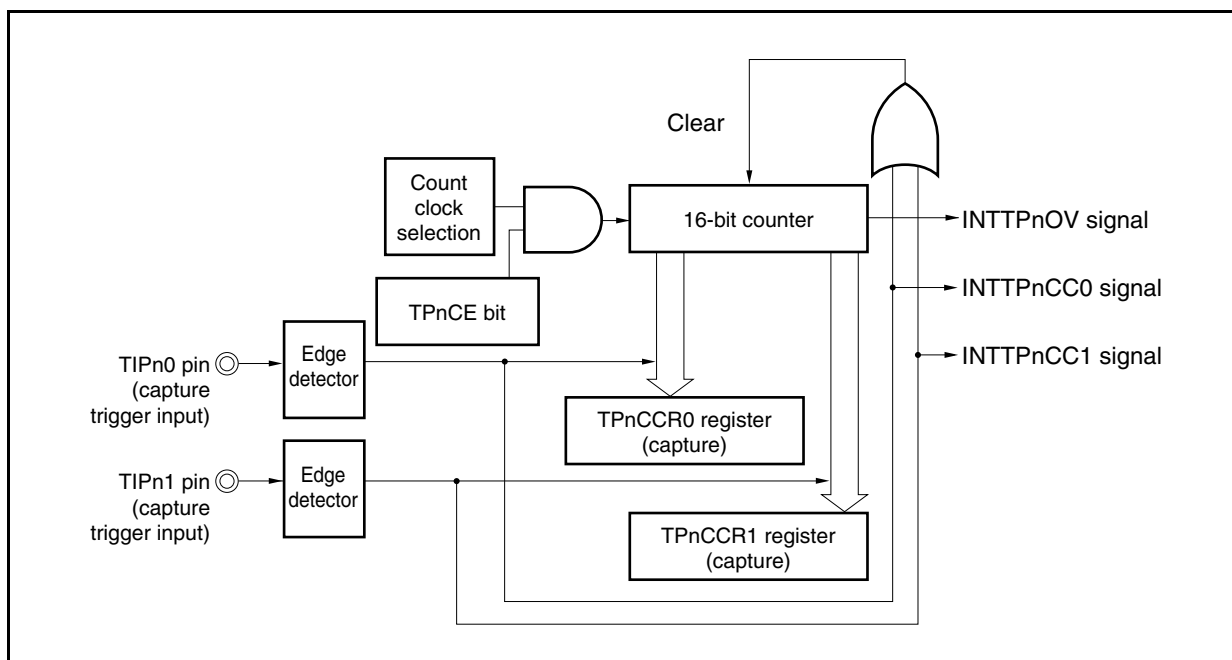 Clear
Count
clock
selection
16-bit counter
INTTPnOV signal
TPnCE bit
INTTPnCC0 signal
TIPn0 pin
(capture
trigger input)
Edge
detector
INTTPnCC1 signal
TPnCCR0 register
(capture)
TIPn1 pin
(capture
trigger input)
Edge
detector
TPnCCR1 register
(capture)